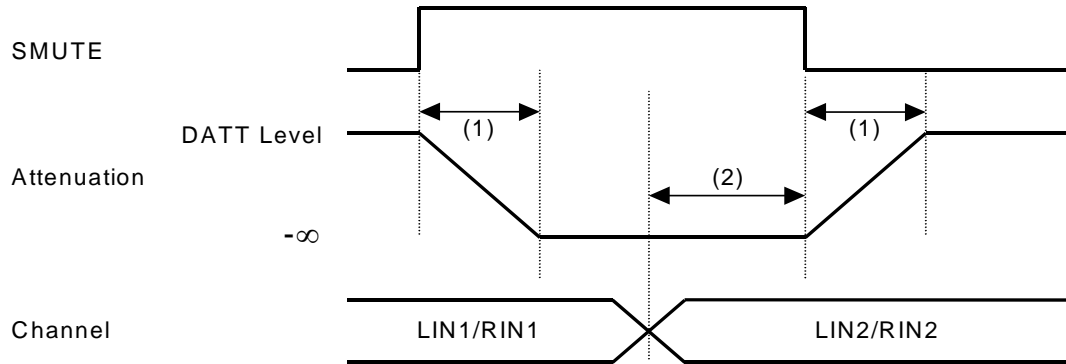 SMUTE
(1)
(1)
DATT Level
Attenuation
(2)
-∞
Channel
LIN1/RIN1
LIN2/RIN2